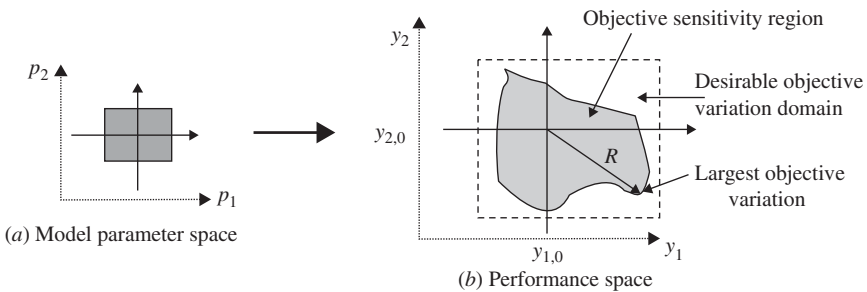 Objective sensitivity region
y2
p2
Desirable objective
variation domain
y2,0
R
Largest objective
variation
p1
(a) Model parameter space
y1,0
y1
(b) Performance space